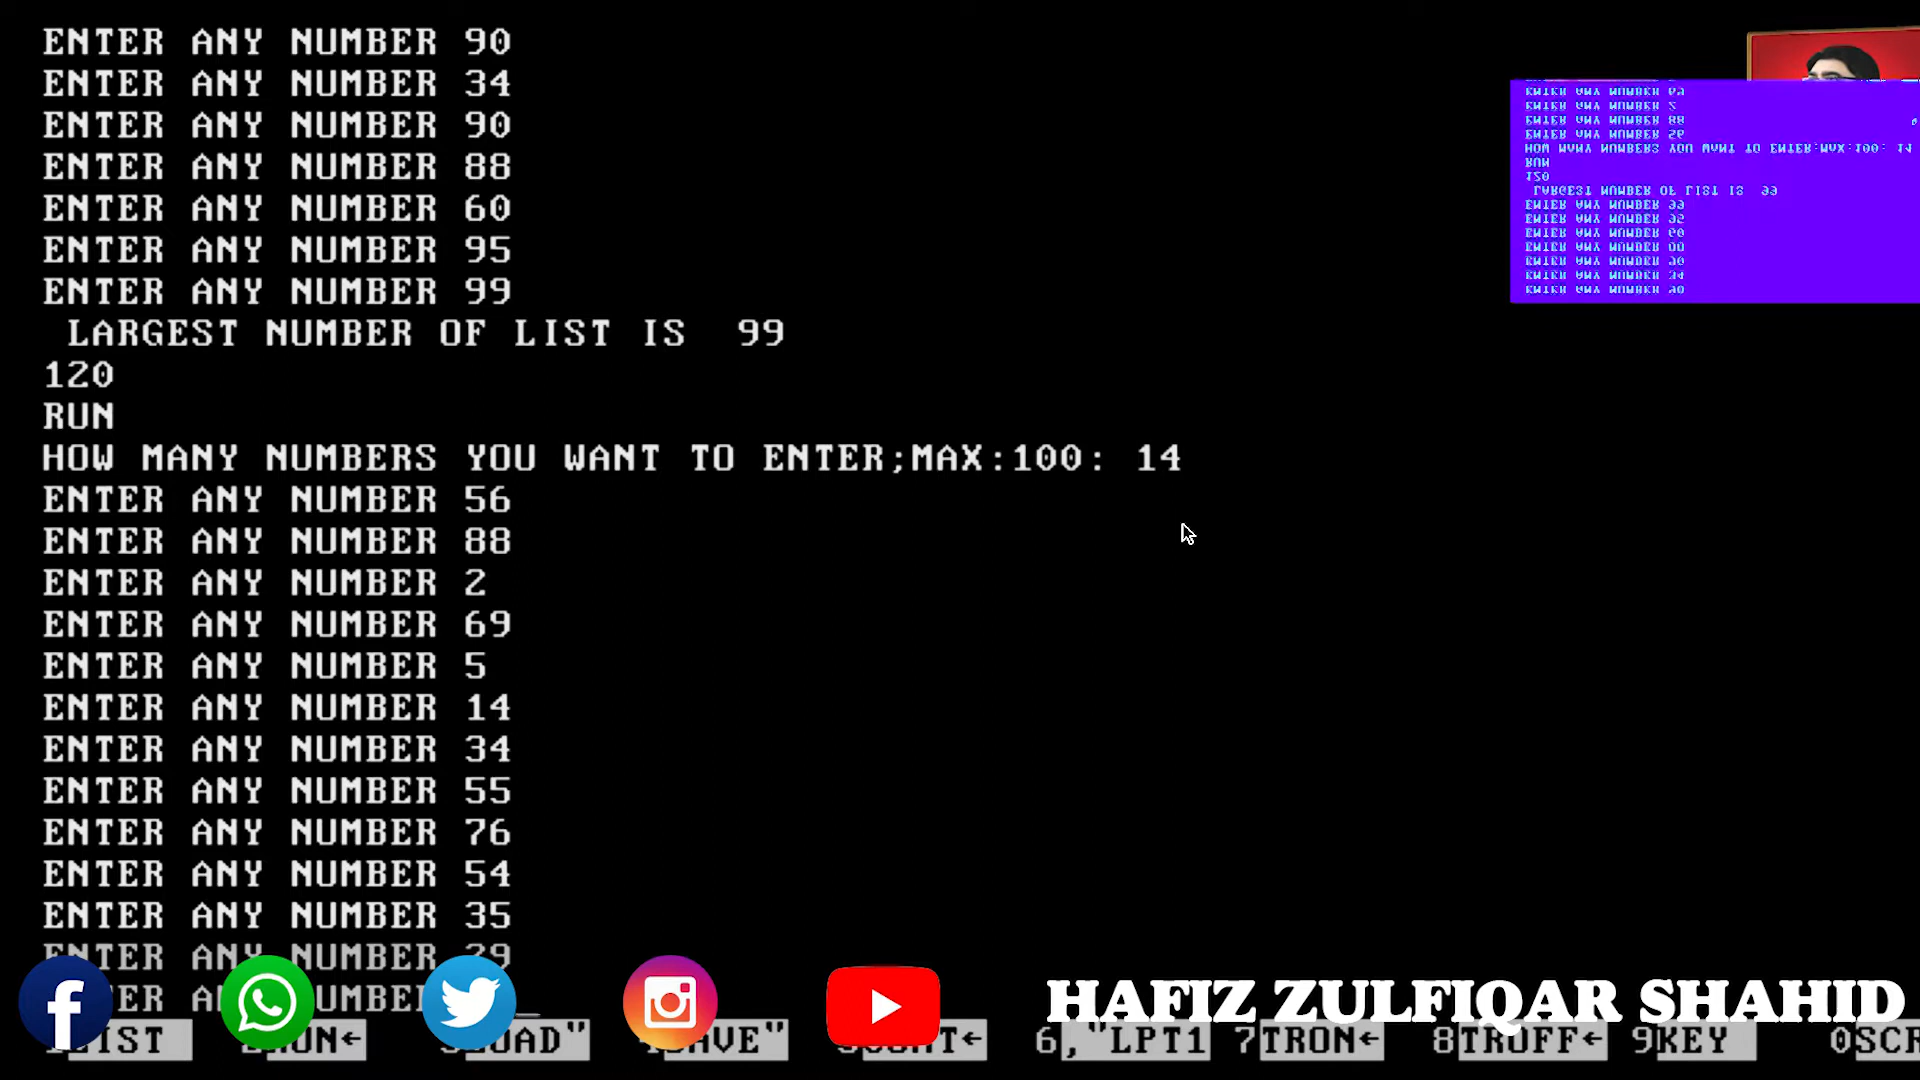 ENTER ANY NUMBER 90
ENTER ANY NUMBER 34
ENTER ANY NUMBER 90
ENTER ANY NUMBER 88
ENTER ANY NUMBER 60
ENTER ANY NUMBER 95
ENTER ANY NUMBER 99
LARGEST NUMBER OF LIST IS 99
120
RUN
HOW MANY NUMBERS YOU WANT TO ENTER;MAX:100: 14
ENTER ANY NUMBER 56
ENTER ANY NUMBER 88
ENTER ANY NUMBER 2
ENTER ANY NUMBER 69
ENTER ANY NUMBER 5
ENTER ANY NUMBER 14
ENTER ANY NUMBER 34
ENTER ANY NUMBER 55
ENTER ANY NUMBER 76
ENTER ANY NUMBER 54
ENTER ANY NUMBER 35
ENTER ANY NUMBER
HAFIZ ZULFIQAR SHAHID
6,"LPT1 7TRON← 8TROFF← 9KEY 0SCR